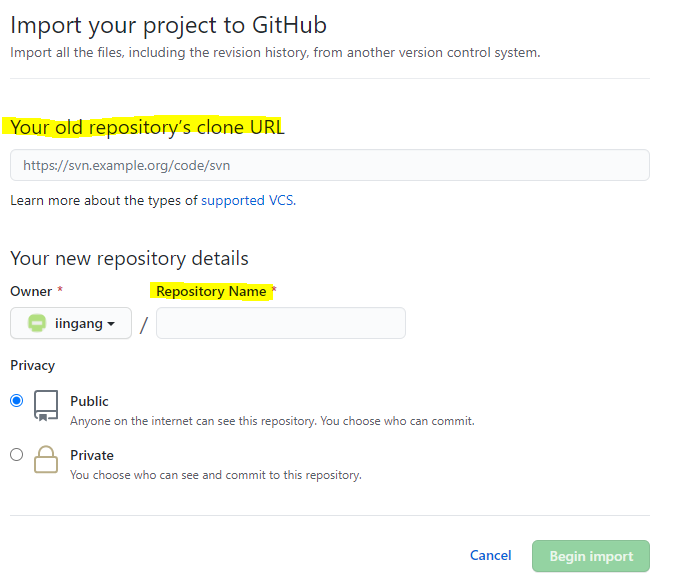 Import your project to GitHub
Import all the files, including the revision history, from another version control system.
Your old repository's clone URL
https://svn.example.org/code/svn
Learn more about the types of supported VCS.
Your new repository details
Owner * Repository Name *
iingang /
Privacy
Public
Anyone on the internet can see this repository. You choose who can commit.
Private
You choose who can see and commit to this repository.
Cancel Begin import